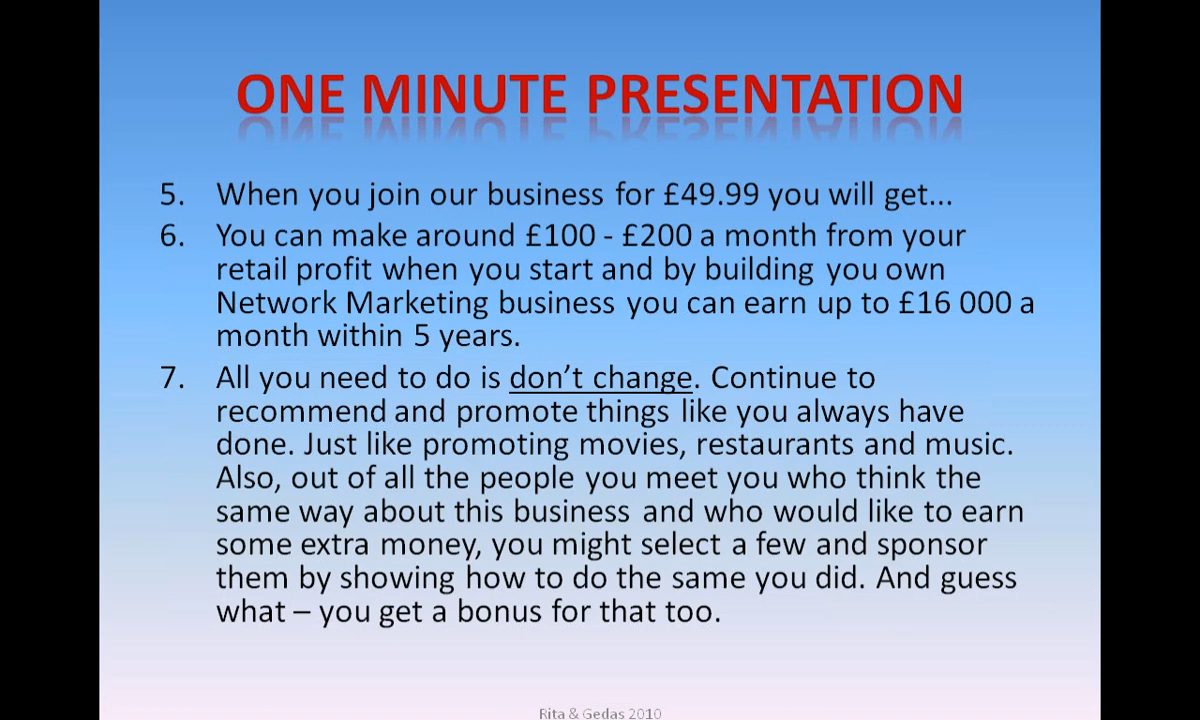 ONE MINUTE PRESENTATION
5. When you join our business for £49.99 you will get...
6. You can make around £100 - £200 a month from your
retail profit when you start and by building you own
Network Marketing business you can earn up to £16 000 a
month within 5 years.
7. All you need to do is don’t change. Continue to
recommend and promote things like you always have
done. Just like promoting movies, restaurants and music.
Also, out of all the people you meet you who think the
same way about this business and who would like to earn
some extra money, you might select a few and sponsor
them by showing how to do the same you did. And guess
what – you get a bonus for that too.
Rita & Gedas 2010